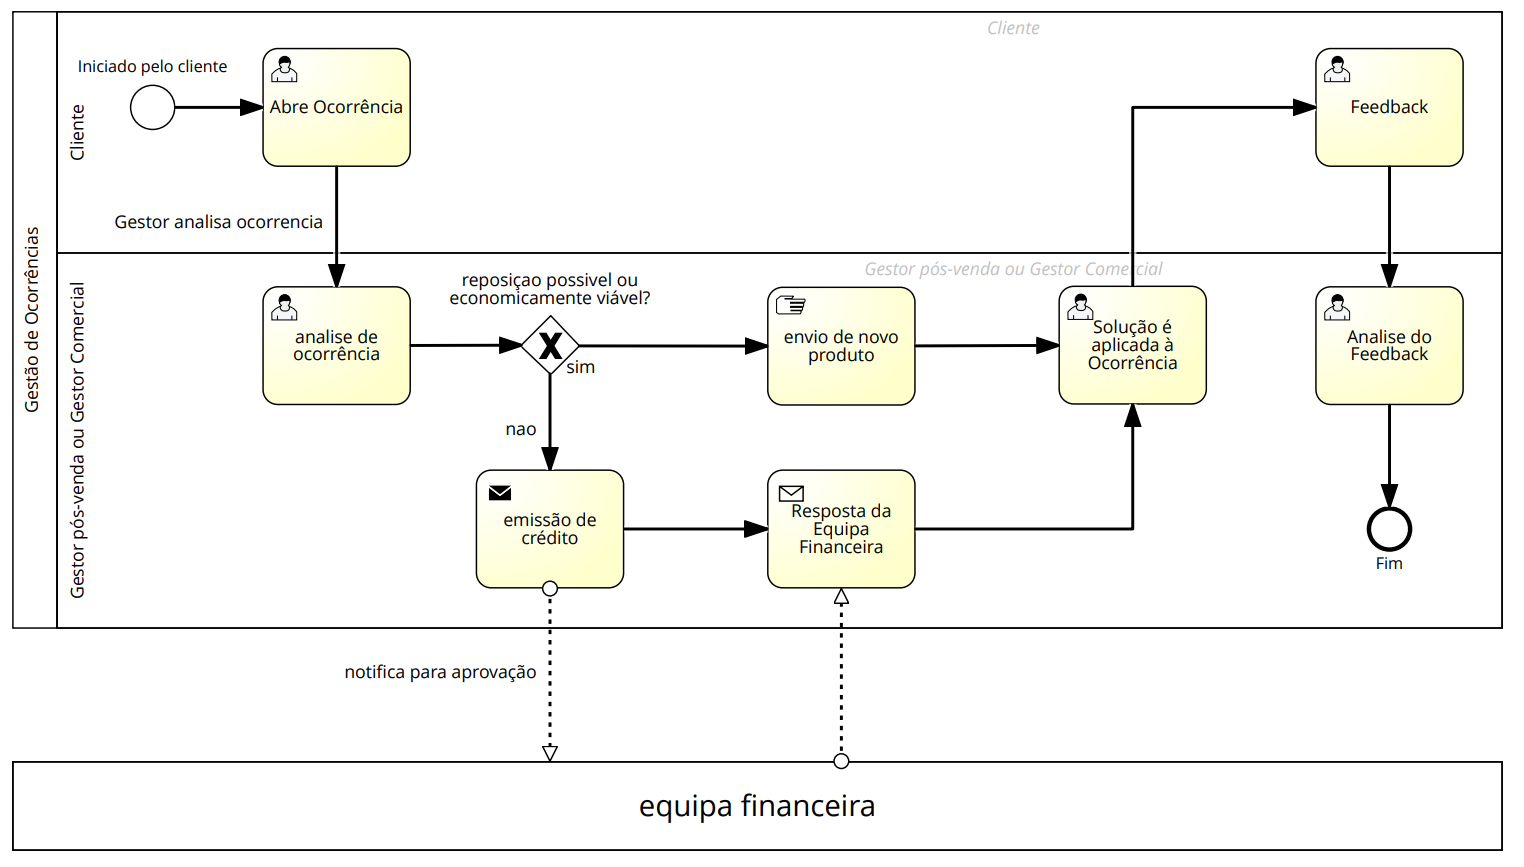 Cliente
Iniciado pelo cliente
Abre Ocorrência
Feedback
Cliente
Gestor analisa ocorrencia
Gestão de Ocorrências
Gestor pós-venda ou Gestor Comercial
Gestor pós-venda ou Gestor Comercial
reposiçao possivel ou
economicamente viável?
analise de
ocorrência
sim
envio de novo
produto
Solução é
aplicada à
Ocorrência
Analise do
Feedback
nao
emissão de
crédito
Resposta da
Equipa
Financeira
Fim
notifica para aprovação
equipa financeira